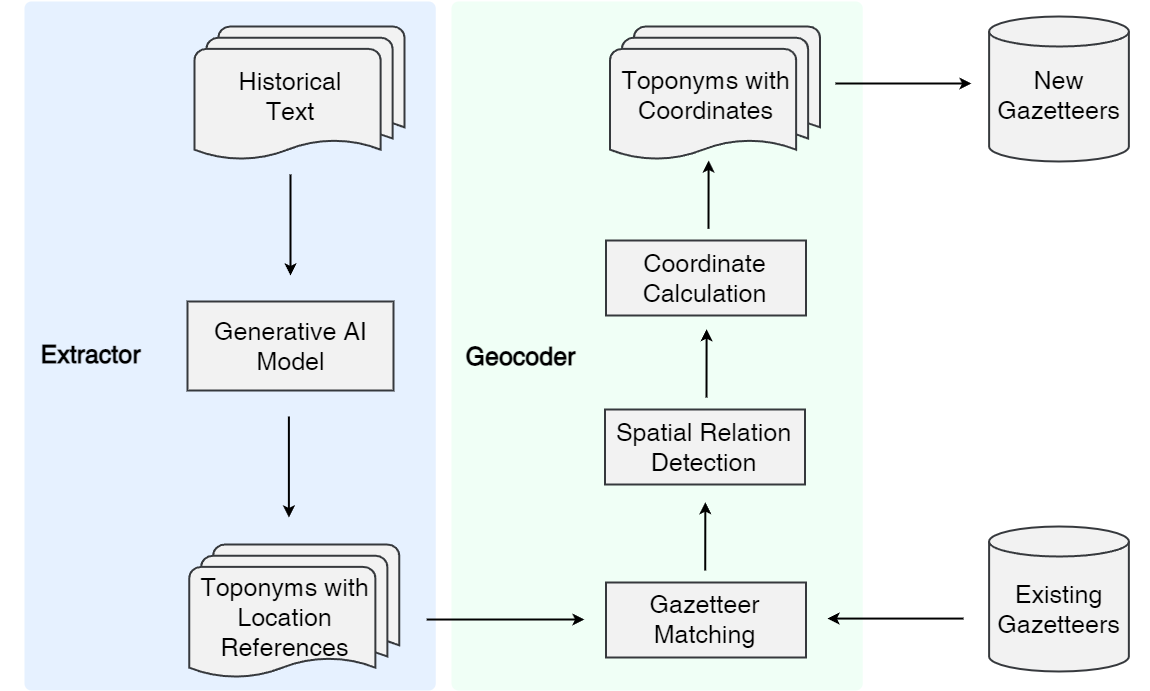 Historical
Text
Generative AI
Model
Extractor
Toponyms with
Location
References
Toponyms with
Coordinates
Coordinate
Calculation
Geocoder
Spatial Relation
Detection
Gazetteer
Matching
New
Gazetteers
Existing
Gazetteers